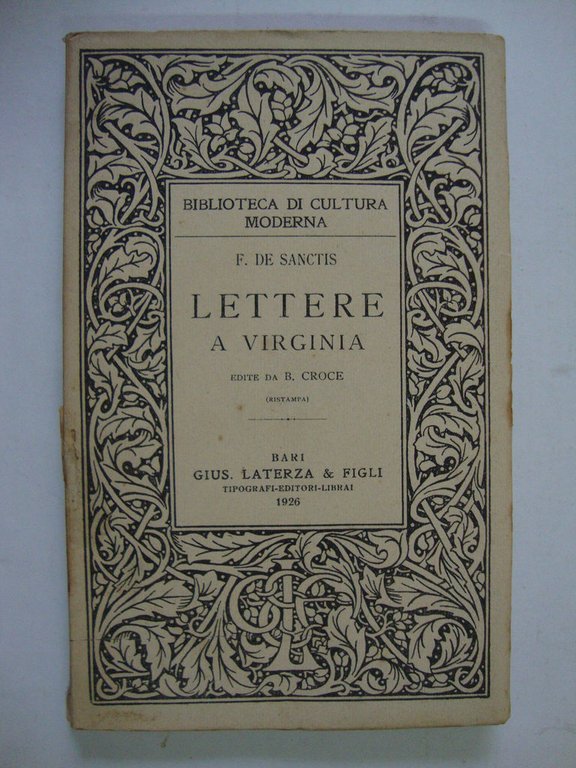 BIBLIOTECA DI CULTURA
MODERNA
F. DE SANCTIS
LETTERE
A VIRGINIA
EDITE DA B. CROCE
(RISTAMPA)
BARI
GIUS. LATERZA & FIGLI
TIPOGRAFI-EDITORI-LIBRAI
1926